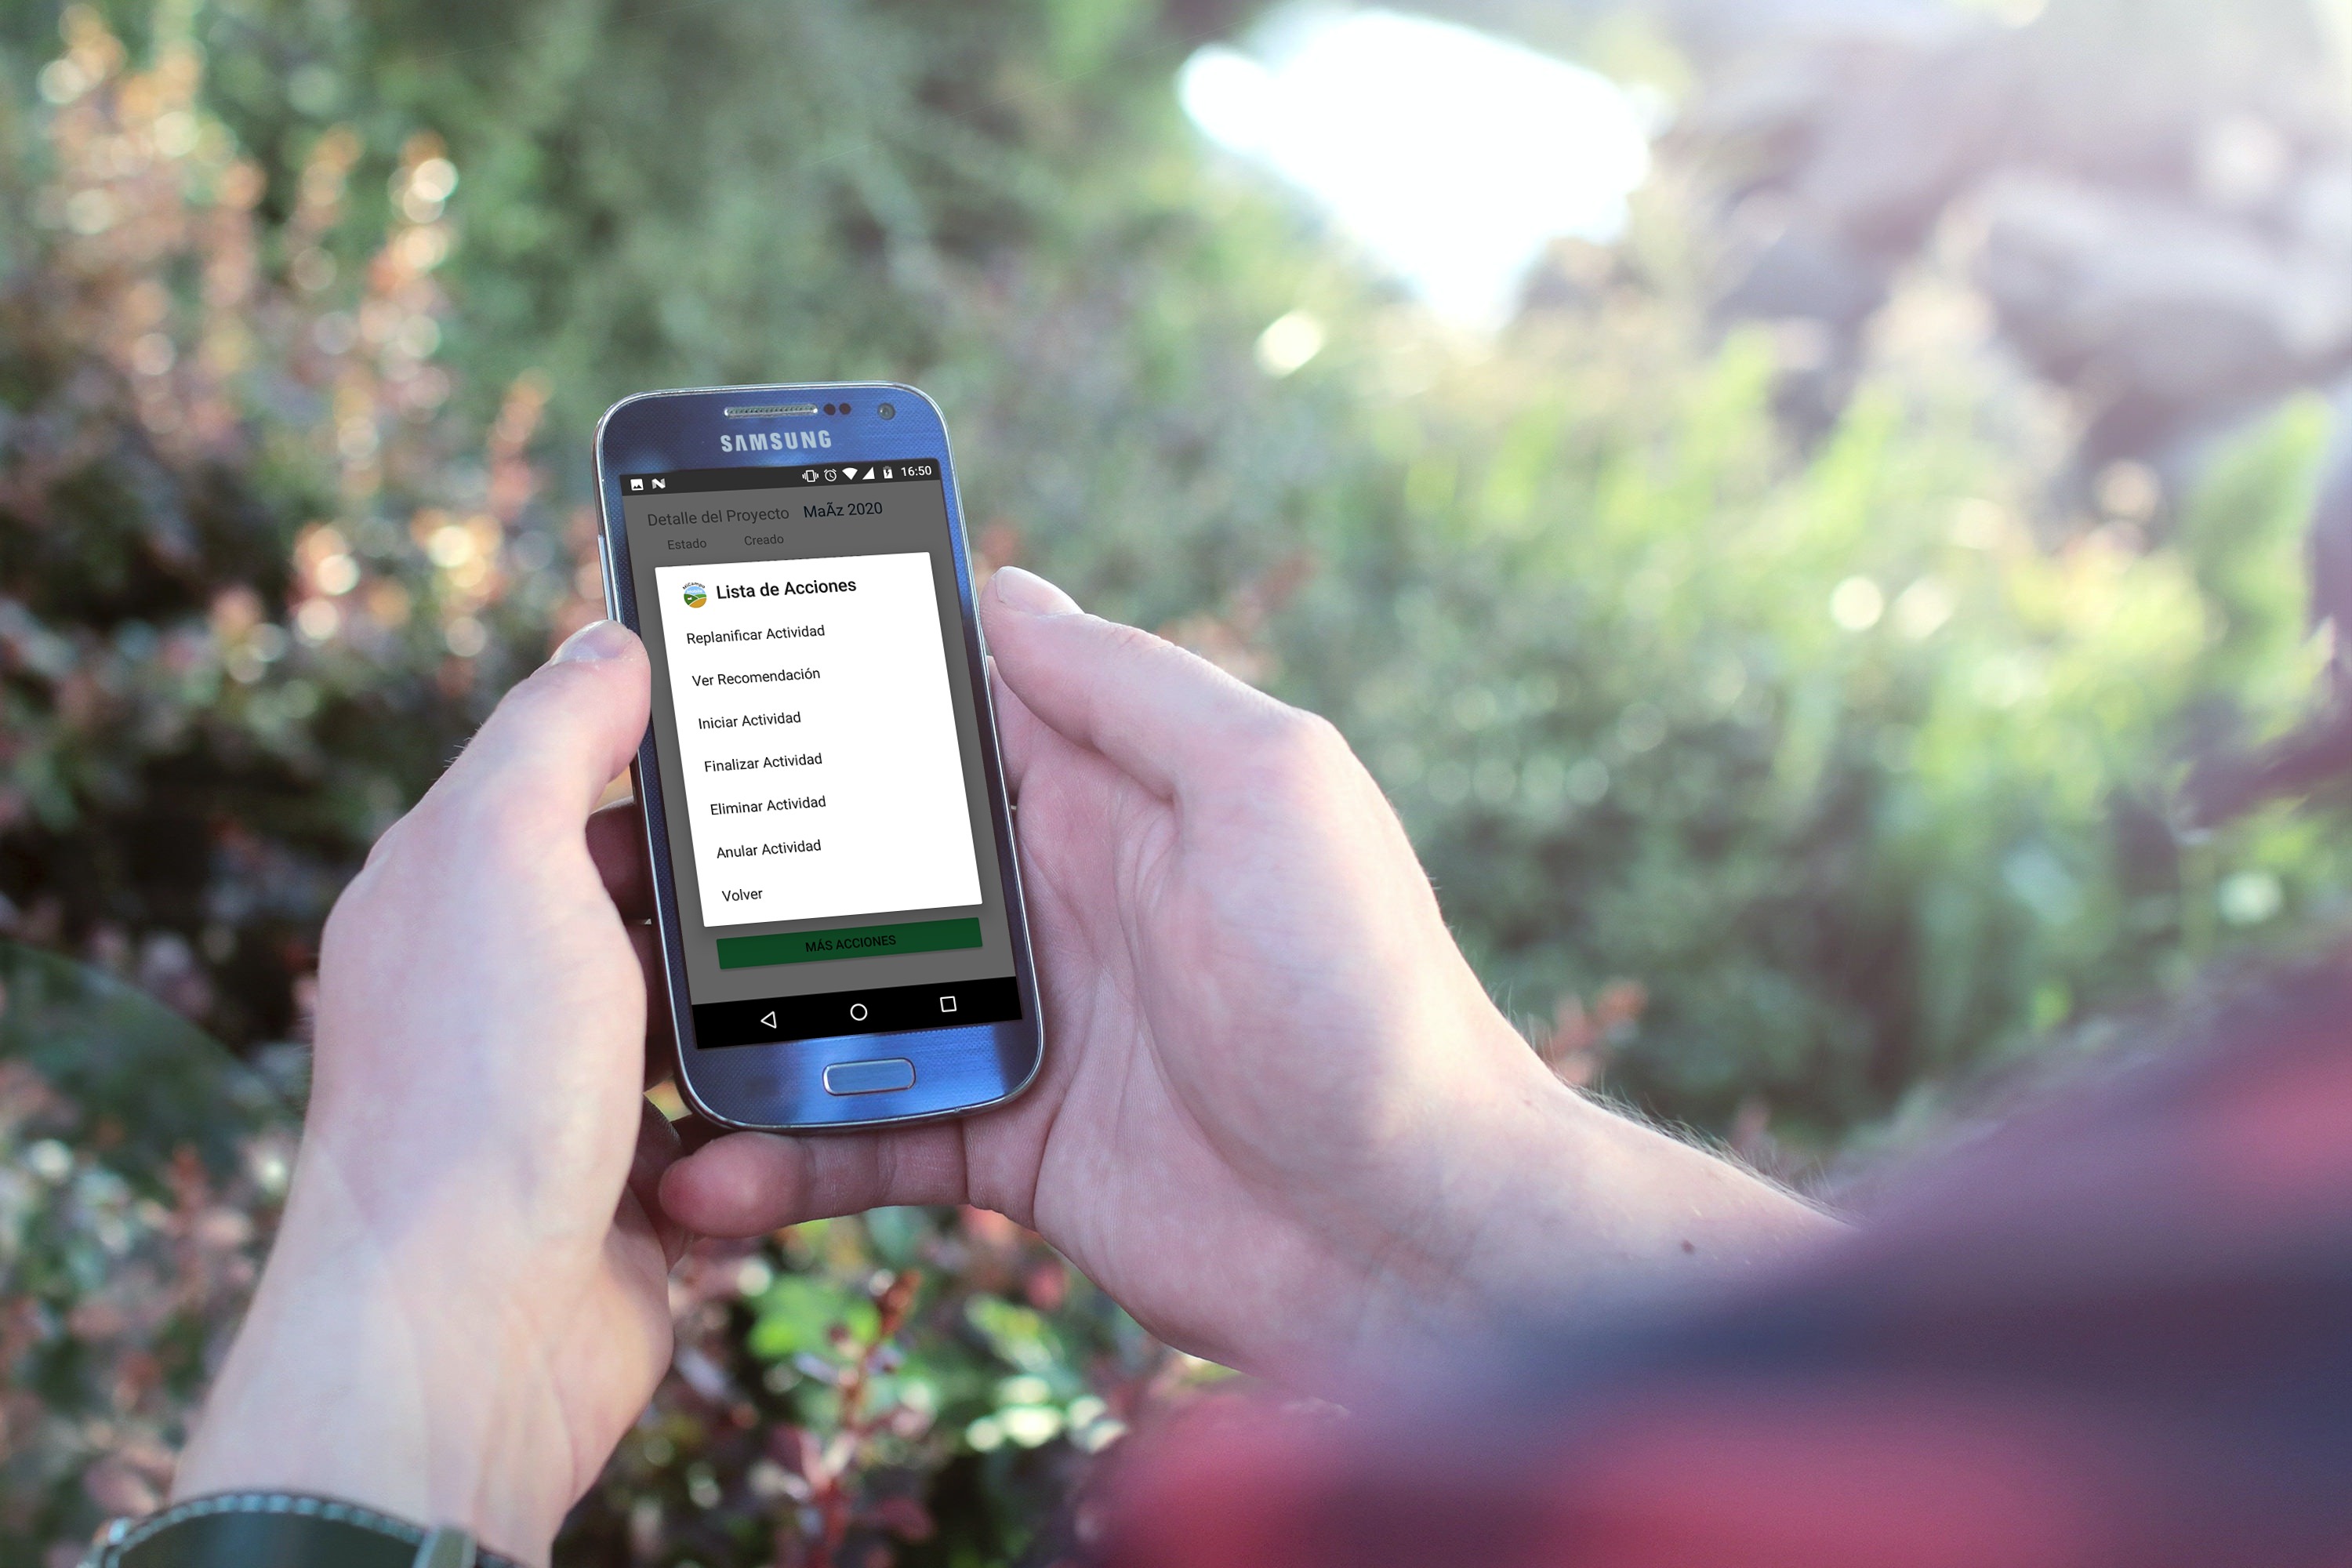 SAMSUNG
16:50
Detalle del Proyecto MaÃz 2020
Estado Creado
Lista de Acciones
Replanificar Actividad
Ver Recomendación
Iniciar Actividad
Finalizar Actividad
Eliminar Actividad
Anular Actividad
Volver
MÁS ACCIONES